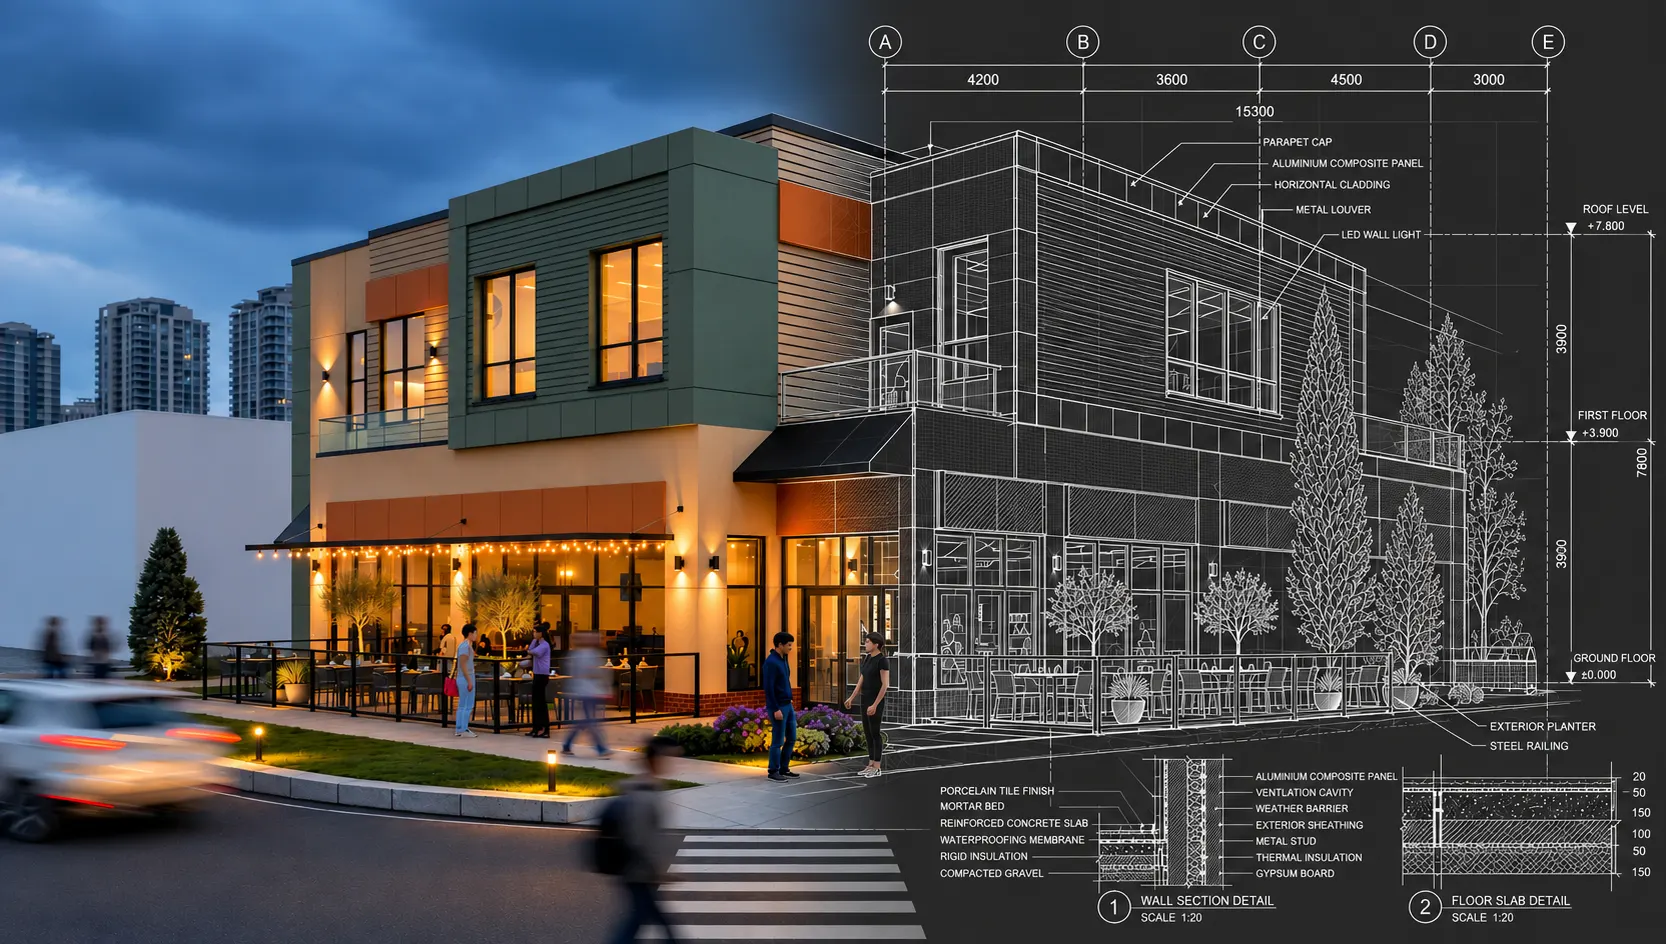 A
B
C
D
E
4200
3600
4500
3000
15300
PARAPET CAP
ALUMINIUM COMPOSITE PANEL
HORIZONTAL CLADDING
METAL LOUVER
LED WALL LIGHT
ROOF LEVEL
+7.800
3900
FIRST FLOOR
+3.900
7800
3900
GROUND FLOOR
±0.000
EXTERIOR PLANTER
STEEL RAILING
PORCELAIN TILE FINISH
MORTAR BED
REINFORCED CONCRETE SLAB
WATERPROOFING MEMBRANE
RIGID INSULATION
COMPACTED GRAVEL
ALUMINIUM COMPOSITE PANEL
VENTILATION CAVITY
WEATHER BARRIER
EXTERIOR SHEATHING
METAL STUD
THERMAL INSULATION
GYPSUM BOARD
20
50
150
100
50
150
1 WALL SECTION DETAIL
SCALE 1:20
2 FLOOR SLAB DETAIL
SCALE 1:20